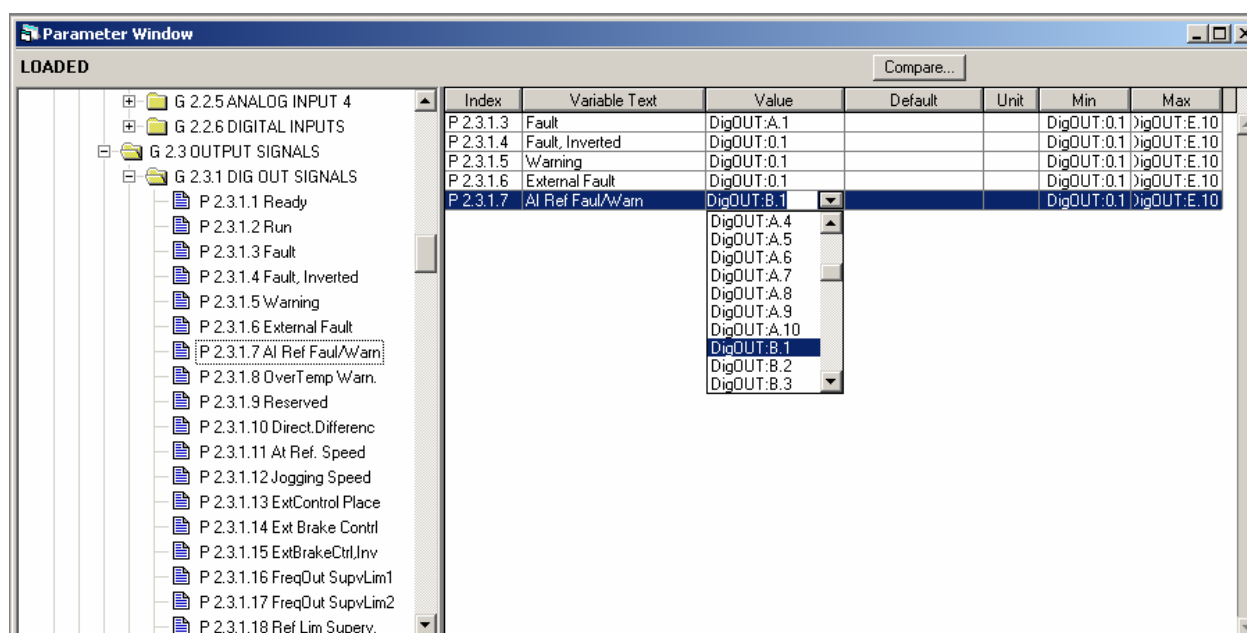 Parameter Window
LOADED
Compare...
G 2.2.5 ANALOG INPUT 4
G 2.2.6 DIGITAL INPUTS
G 2.3 OUTPUT SIGNALS
G 2.3.1 DIG OUT SIGNALS
P 2.3.1.1 Ready
P 2.3.1.2 Run
P 2.3.1.3 Fault
P 2.3.1.4 Fault, Inverted
P 2.3.1.5 Warning
P 2.3.1.6 External Fault
P 2.3.1.7 AI Ref Faul/Warn
P 2.3.1.8 OverTemp Warn.
P 2.3.1.9 Reserved
P 2.3.1.10 Direct.Differenc
P 2.3.1.11 At Ref. Speed
P 2.3.1.12 Jogging Speed
P 2.3.1.13 ExtControl Place
P 2.3.1.14 Ext Brake Contrl
P 2.3.1.15 ExtBrakeCtrl,Inv
P 2.3.1.16 FreqOut SupvLim1
P 2.3.1.17 FreqOut SupvLim2
P 2.3.1.18 Ref Lim Superv.
Index Variable Text Value Default Unit Min Max
P 2.3.1.3 Fault DigOUT:A.1 DigOUT:0.1 DigOUT:E.10
P 2.3.1.4 Fault, Inverted DigOUT:0.1 DigOUT:0.1 DigOUT:E.10
P 2.3.1.5 Warning DigOUT:0.1 DigOUT:0.1 DigOUT:E.10
P 2.3.1.6 External Fault DigOUT:0.1 DigOUT:0.1 DigOUT:E.10
P 2.3.1.7 AI Ref Faul/Warn DigOUT:B.1 DigOUT:0.1 DigOUT:E.10
DigOUT:A.4
DigOUT:A.5
DigOUT:A.6
DigOUT:A.7
DigOUT:A.8
DigOUT:A.9
DigOUT:A.10
DigOUT:B.1
DigOUT:B.2
DigOUT:B.3